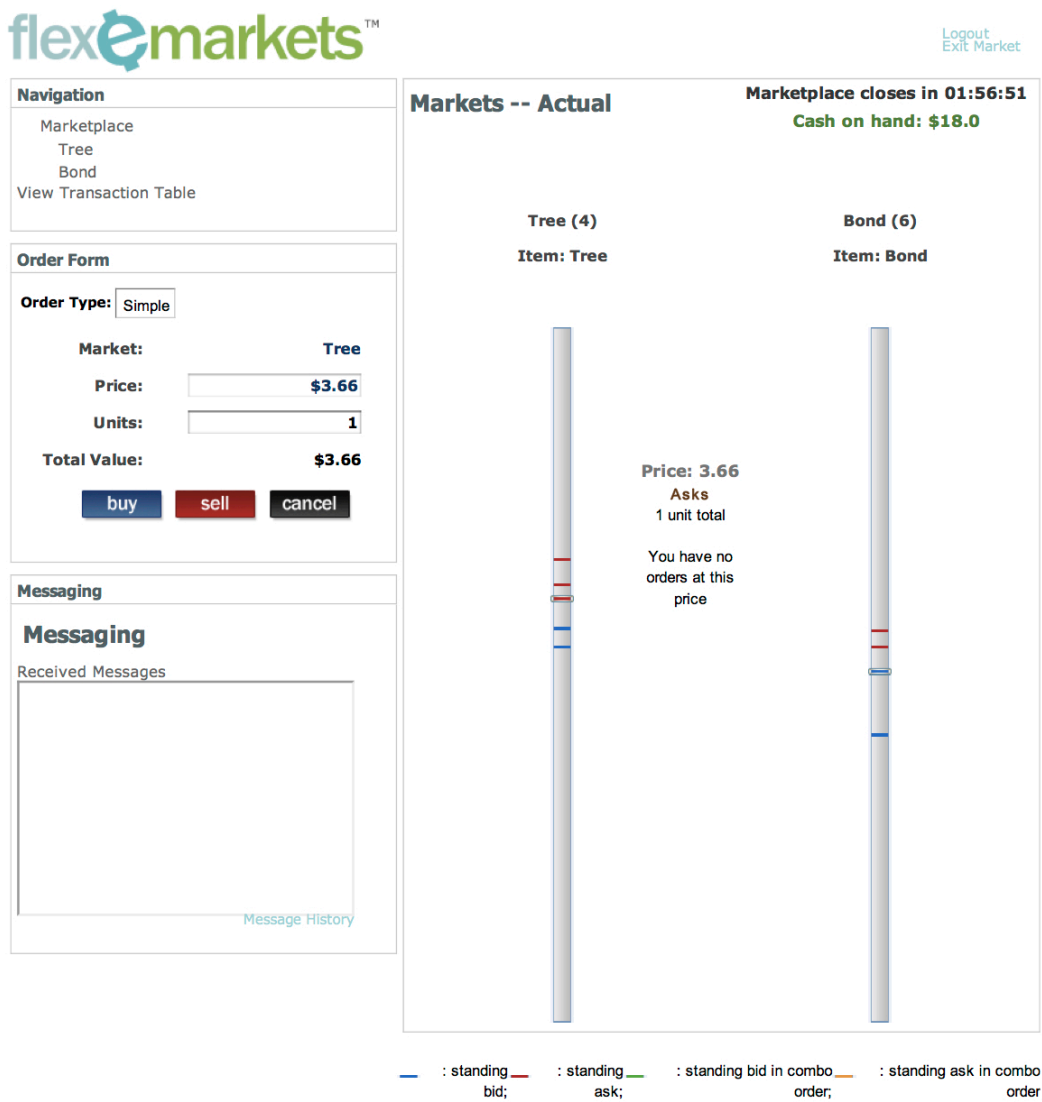 flexemarkets™
Logout
Exit Market
Navigation
Marketplace
Tree
Bond
View Transaction Table
Order Form
Order Type: Simple
Market: Tree
Price: $3.66
Units: 1
Total Value: $3.66
buy sell cancel
Messaging
Messaging
Received Messages
Message History
Markets -- Actual
Marketplace closes in 01:56:51
Cash on hand: $18.0
Tree (4) Bond (6)
Item: Tree Item: Bond
Price: 3.66
Asks
1 unit total
You have no
orders at this
price
: standing bid; : standing ask; : standing bid in combo order; : standing ask in combo order